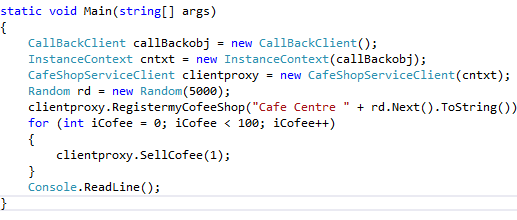 static void Main(string[] args)
{
CallBackClient callBackobj = new CallBackClient();
InstanceContext cntxt = new InstanceContext(callBackobj);
CafeShopServiceClient clientproxy = new CafeShopServiceClient(cntxt);
Random rd = new Random(5000);
clientproxy.RegistermyCofeeShop("Cafe Centre " + rd.Next().ToString())
for (int iCofee = 0; iCofee < 100; iCofee++)
{
clientproxy.SellCofee(1);
}
Console.ReadLine();
}